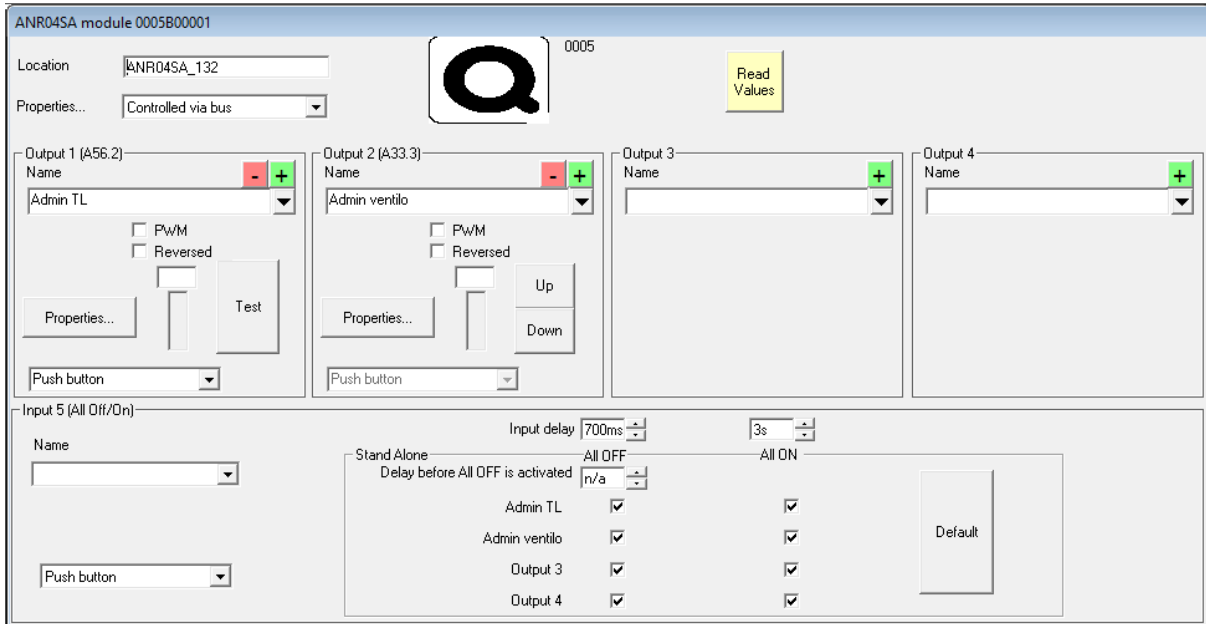 ANR04SA module 0005B00001
0005
Location ANR04SA_132
Read
Values
Properties... Controlled via bus
Output 1 (A56.2) Output 2 (A33.3) Output 3 Output 4
Name - + Name - + Name + Name +
Admin TL Admin ventilo
PWM PWM
Reversed Reversed
Up
Test
Properties... Properties...
Down
Push button Push button
Input 5 (All Off/On)
Input delay 700ms 3s
Name
Stand Alone All OFF All ON
Delay before All OFF is activated n/a
Admin TL
Default
Admin ventilo
Output 3
Push button
Output 4